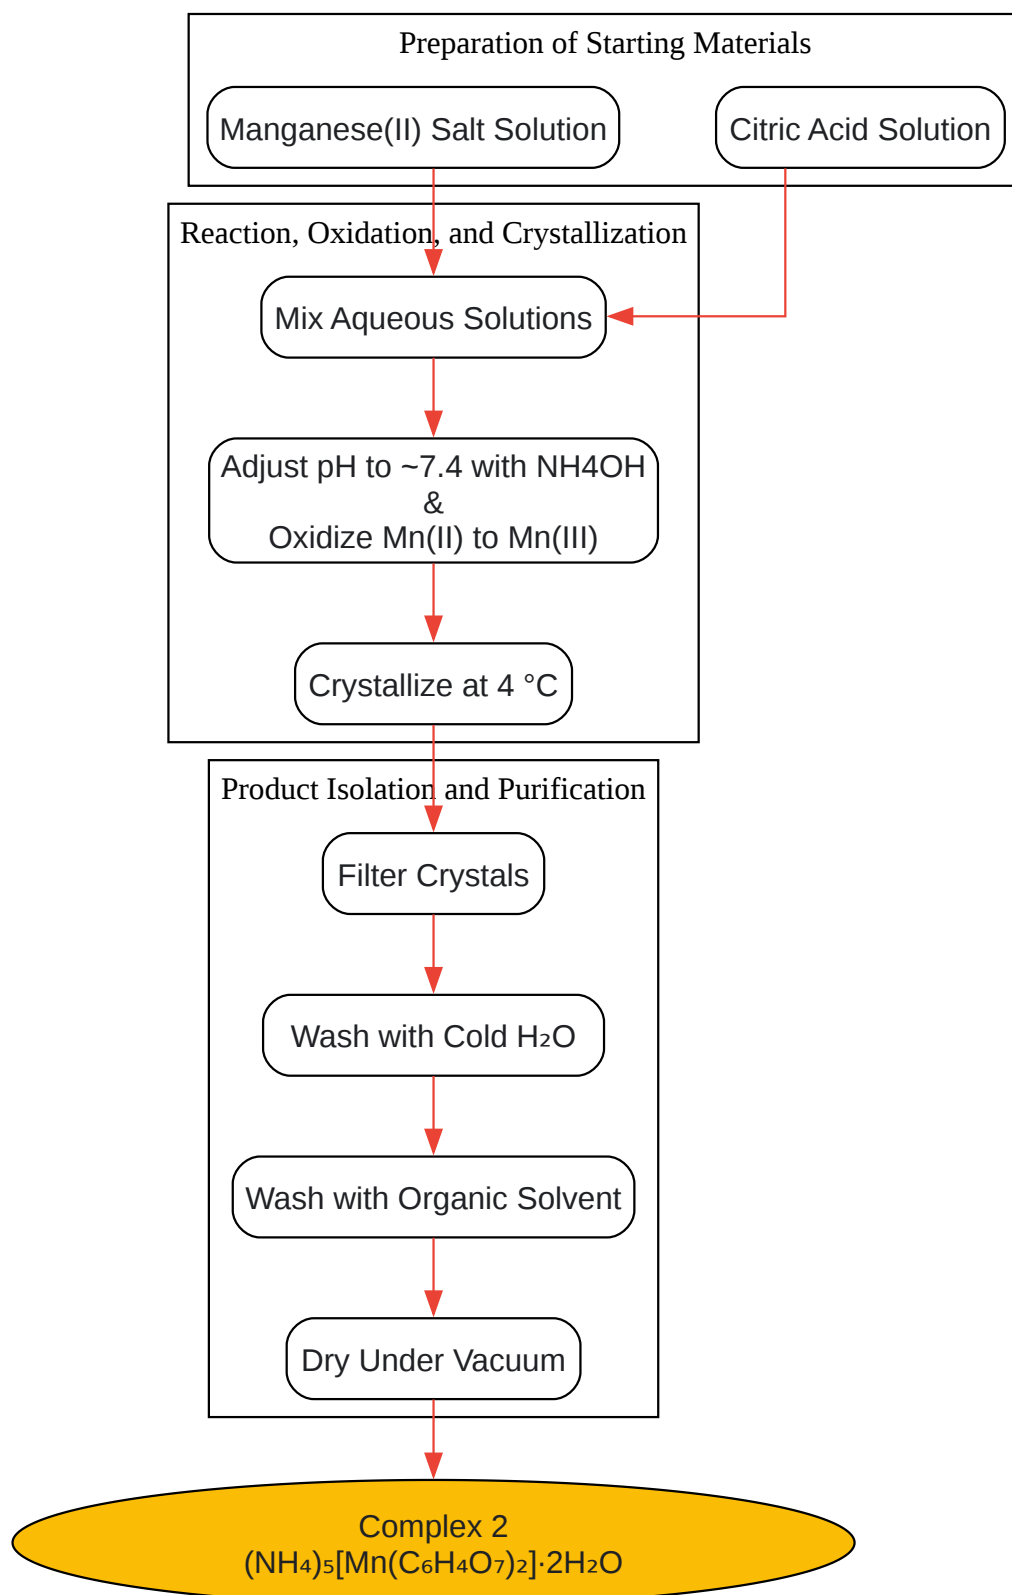 Preparation of Starting Materials
Manganese(II) Salt Solution
Citric Acid Solution
Reaction, Oxidation, and Crystallization
Mix Aqueous Solutions
Adjust pH to ~7.4 with NH4OH
&
Oxidize Mn(II) to Mn(III)
Crystallize at 4 °C
Product Isolation and Purification
Filter Crystals
Wash with Cold H₂O
Wash with Organic Solvent
Dry Under Vacuum
Complex 2
(NH₄)₅[Mn(C₆H₄O₇)₂]·2H₂O